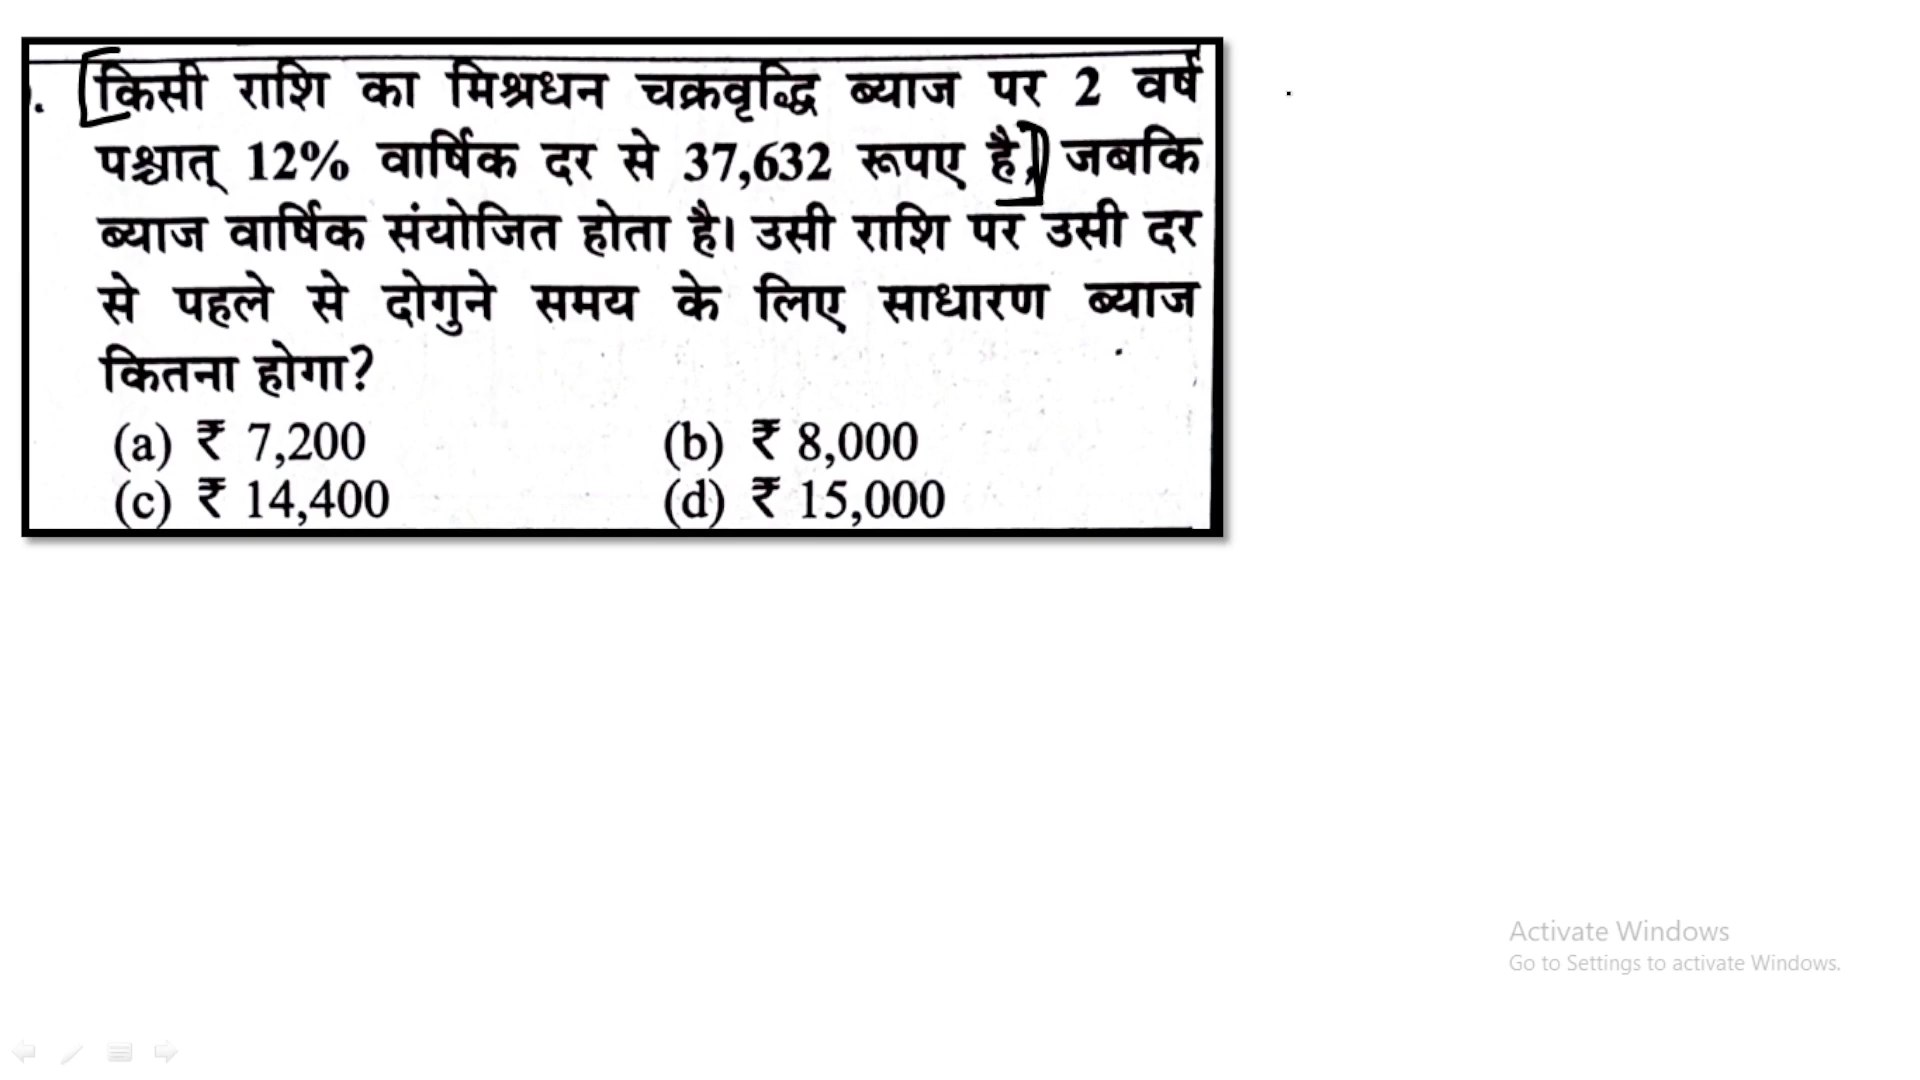 . किसी राशि का मिश्रधन चक्रवृद्धि ब्याज पर 2 वर्ष
पश्चात् 12% वार्षिक दर से 37,632 रूपए है, जबकि
ब्याज वार्षिक संयोजित होता है। उसी राशि पर उसी दर
से पहले से दोगुने समय के लिए साधारण ब्याज
कितना होगा?
(a) ₹ 7,200 (b) ₹ 8,000
(c) ₹ 14,400 (d) ₹ 15,000
Activate Windows
Go to Settings to activate Windows.